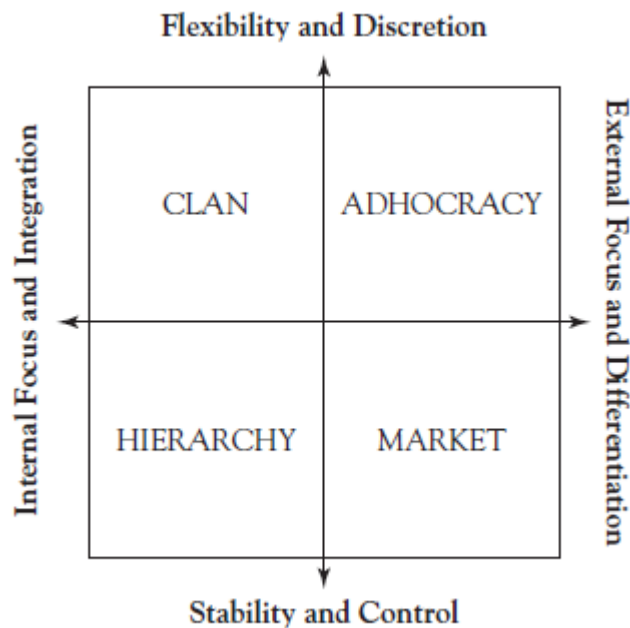 Flexibility and Discretion
Internal Focus and Integration
CLAN
ADHOCRACY
External Focus and Differentiation
HIERARCHY
MARKET
Stability and Control